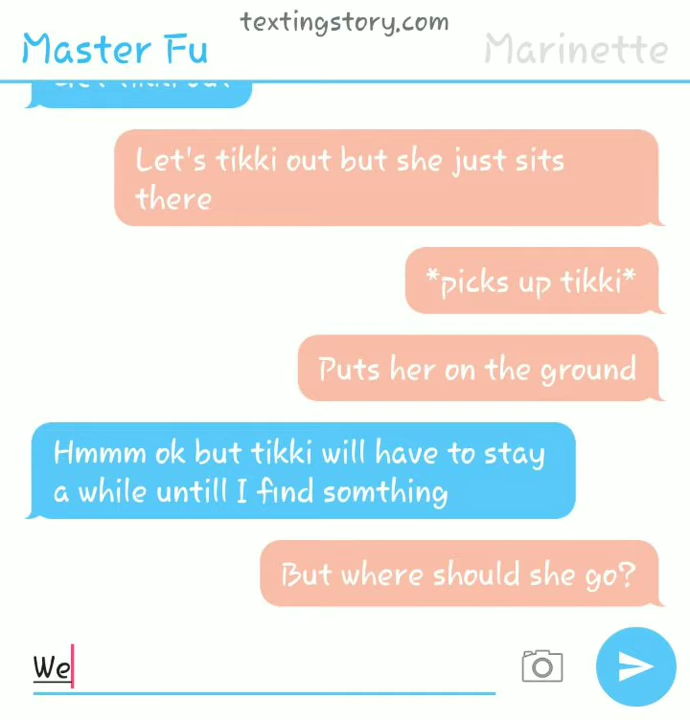 textingstory.com
Master Fu
Marinette
Let's tikki out but she just sits
there
*picks up tikki*
Puts her on the ground
Hmmm ok but tikki will have to stay
a while untill I find somthing
But where should she go?
We